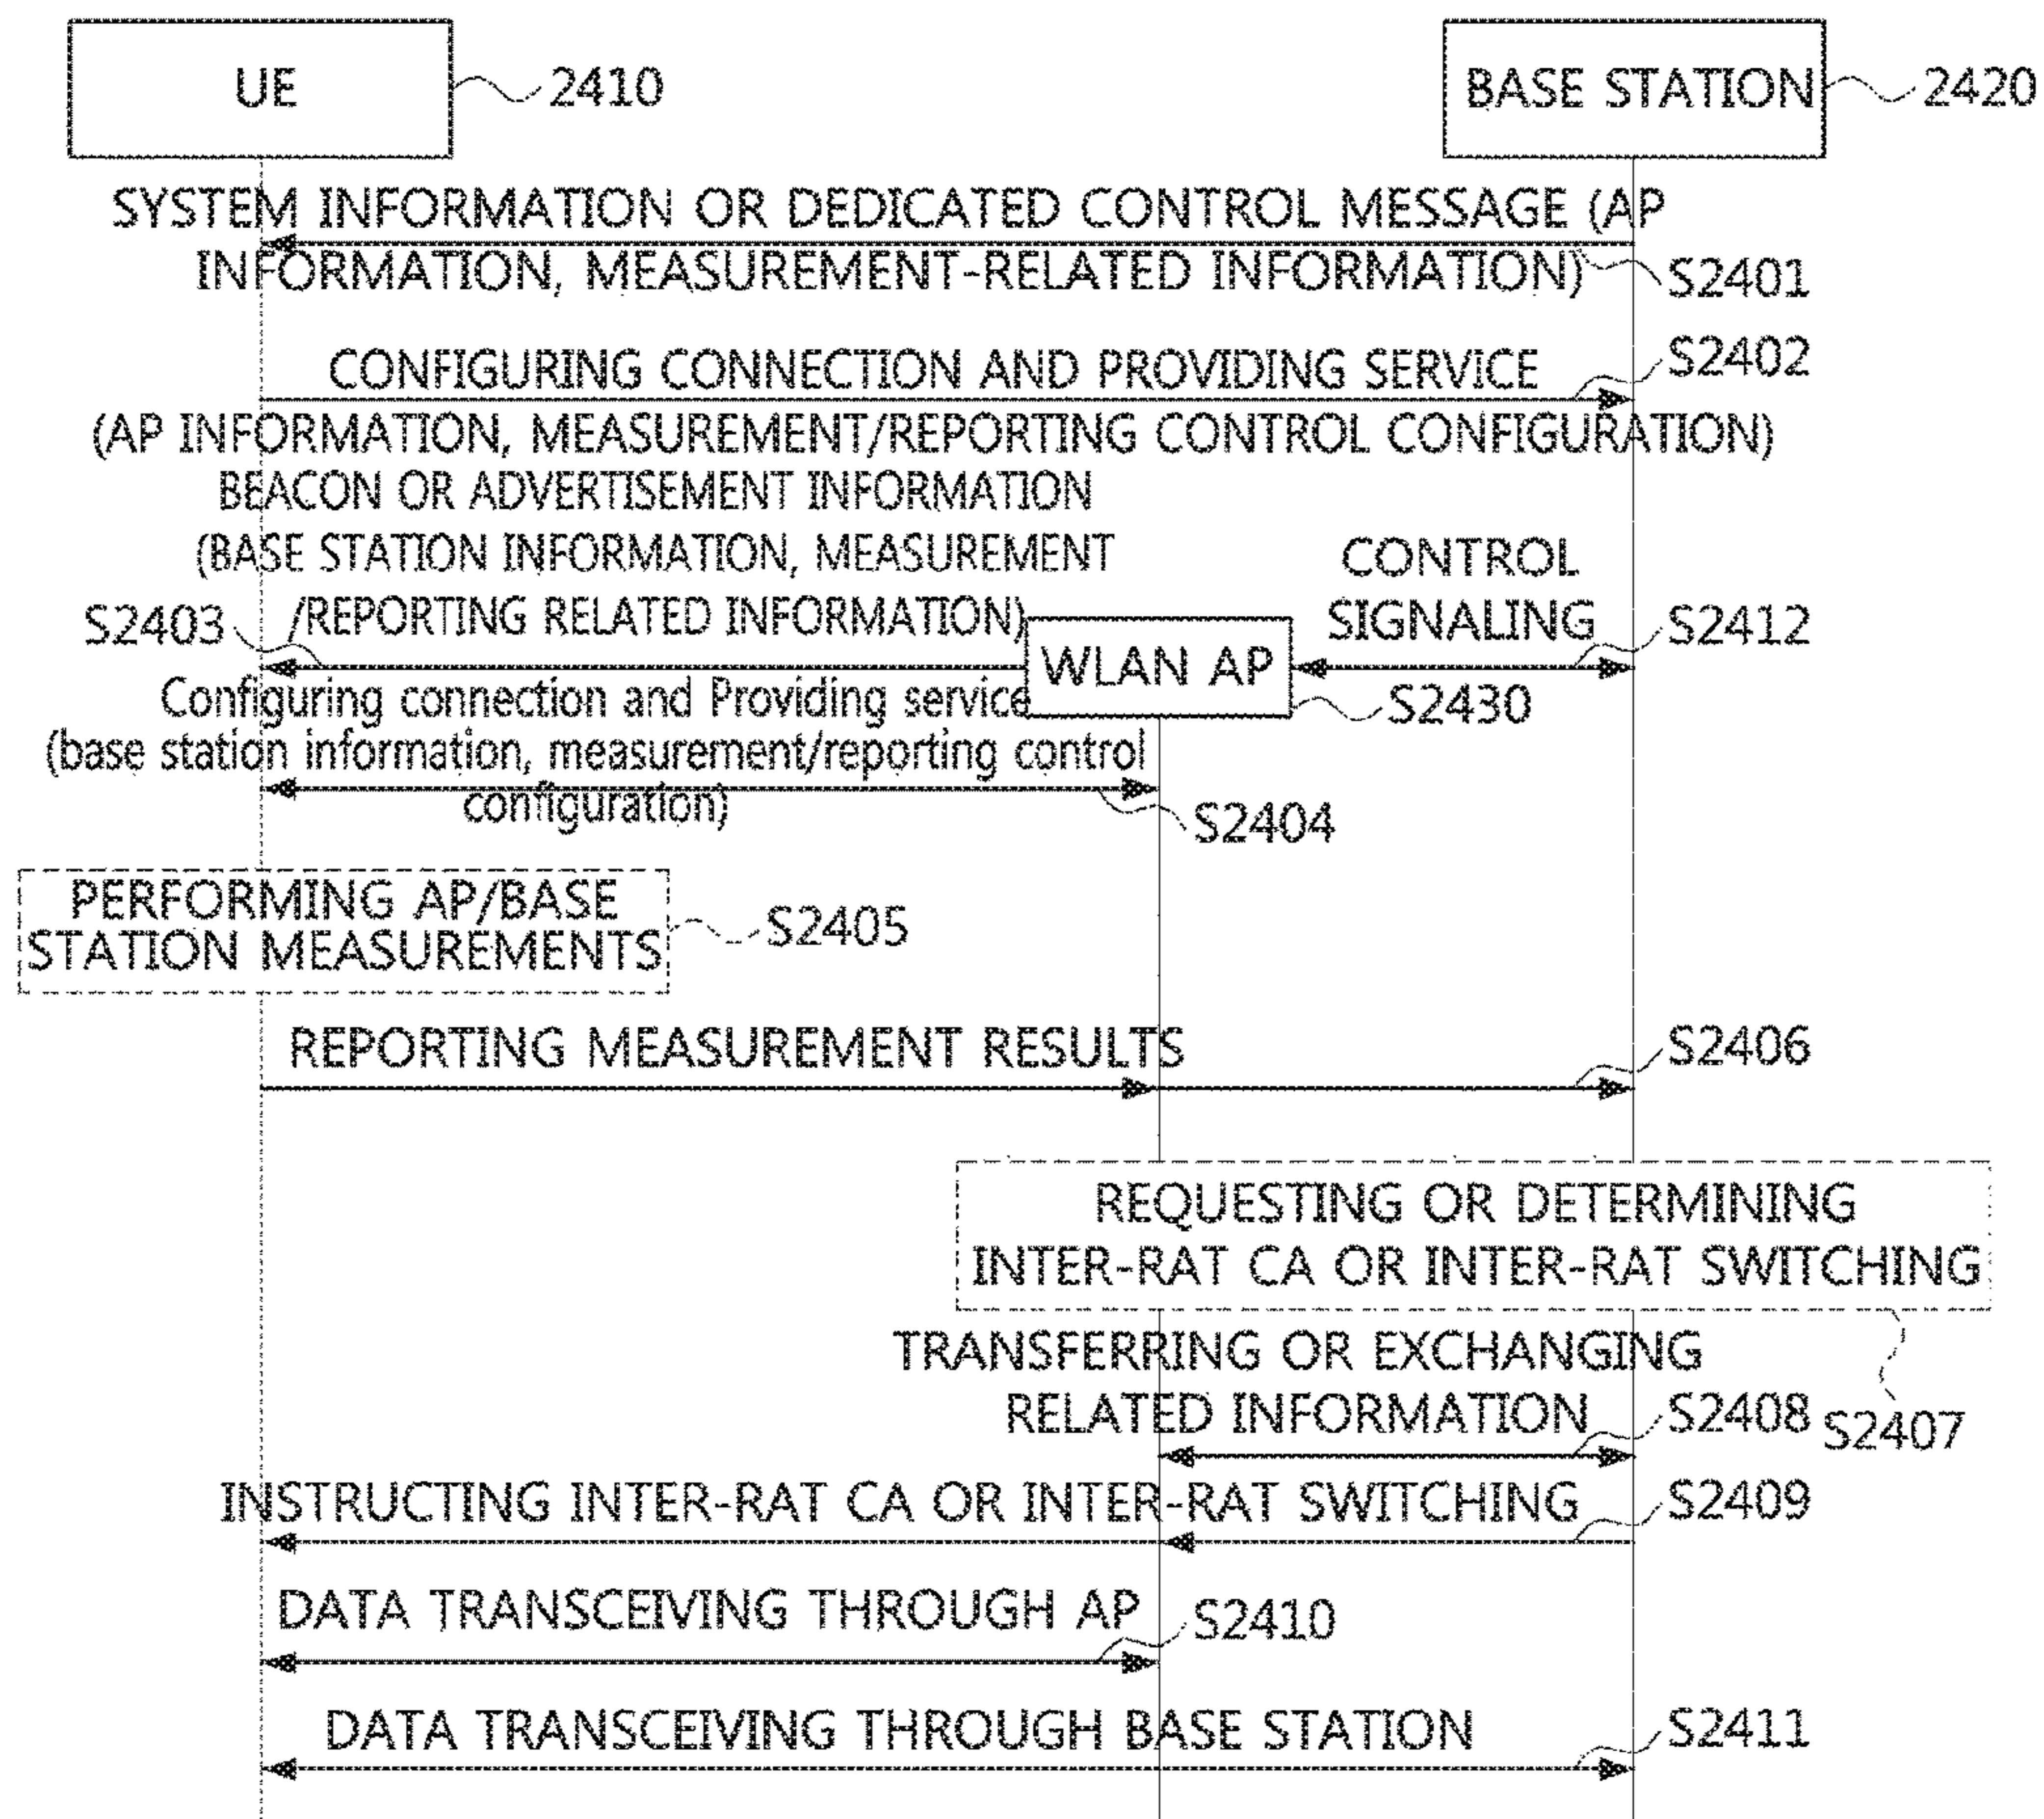 UE
2410
BASE STATION
2420
SYSTEM INFORMATION OR DEDICATED CONTROL MESSAGE (AP
INFORMATION, MEASUREMENT-RELATED INFORMATION)
S2401
CONFIGURING CONNECTION AND PROVIDING SERVICE
S2402
(AP INFORMATION, MEASUREMENT/REPORTING CONTROL CONFIGURATION)
BEACON OR ADVERTISEMENT INFORMATION
(BASE STATION INFORMATION, MEASUREMENT
/REPORTING RELATED INFORMATION)
S2403
CONTROL
SIGNALING
S2412
WLAN AP
S2430
Configuring connection and Providing service
(base station information, measurement/reporting control
configuration)
S2404
PERFORMING AP/BASE
STATION MEASUREMENTS
S2405
REPORTING MEASUREMENT RESULTS
S2406
REQUESTING OR DETERMINING
INTER-RAT CA OR INTER-RAT SWITCHING
S2407
TRANSFERRING OR EXCHANGING
RELATED INFORMATION
S2408
INSTRUCTING INTER-RAT CA OR INTER-RAT SWITCHING
S2409
DATA TRANSCEIVING THROUGH AP
S2410
DATA TRANSCEIVING THROUGH BASE STATION
S2411